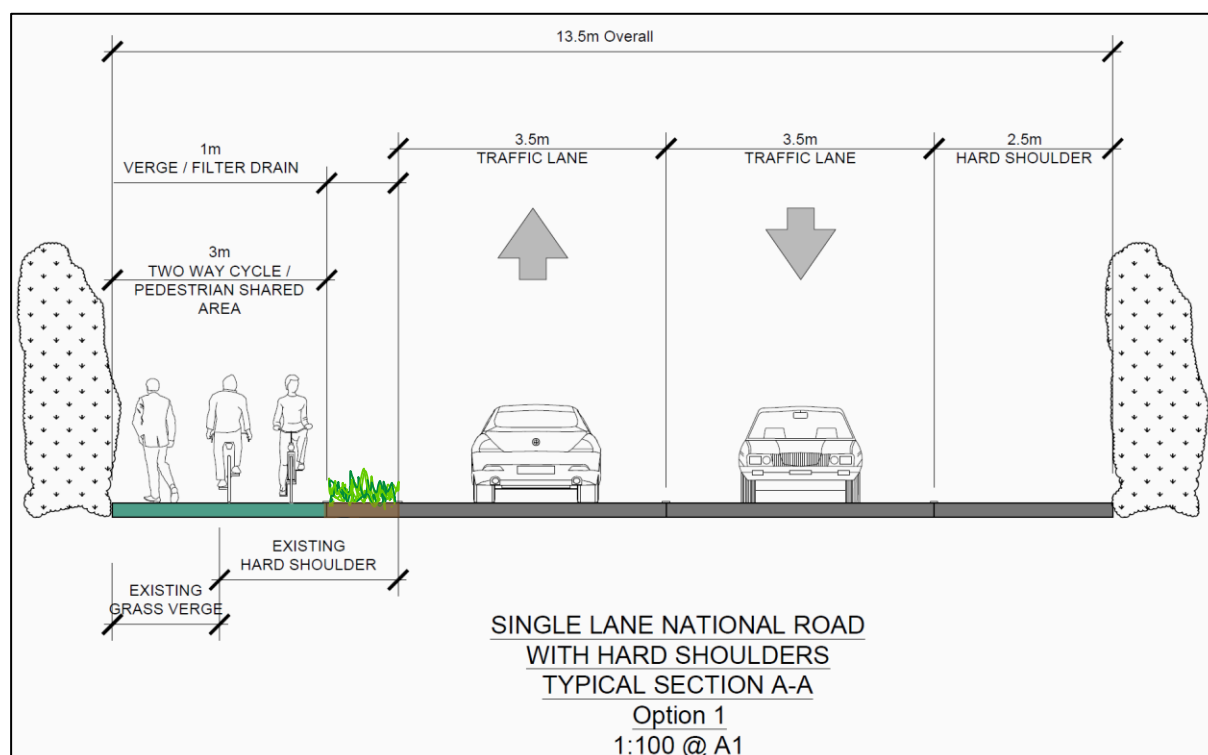 13.5m Overall
1m
VERGE / FILTER DRAIN
3.5m
TRAFFIC LANE
3.5m
TRAFFIC LANE
2.5m
HARD SHOULDER
3m
TWO WAY CYCLE /
PEDESTRIAN SHARED
AREA
EXISTING
HARD SHOULDER
EXISTING
GRASS VERGE
SINGLE LANE NATIONAL ROAD
WITH HARD SHOULDERS
TYPICAL SECTION A-A
Option 1
1:100 @ A1